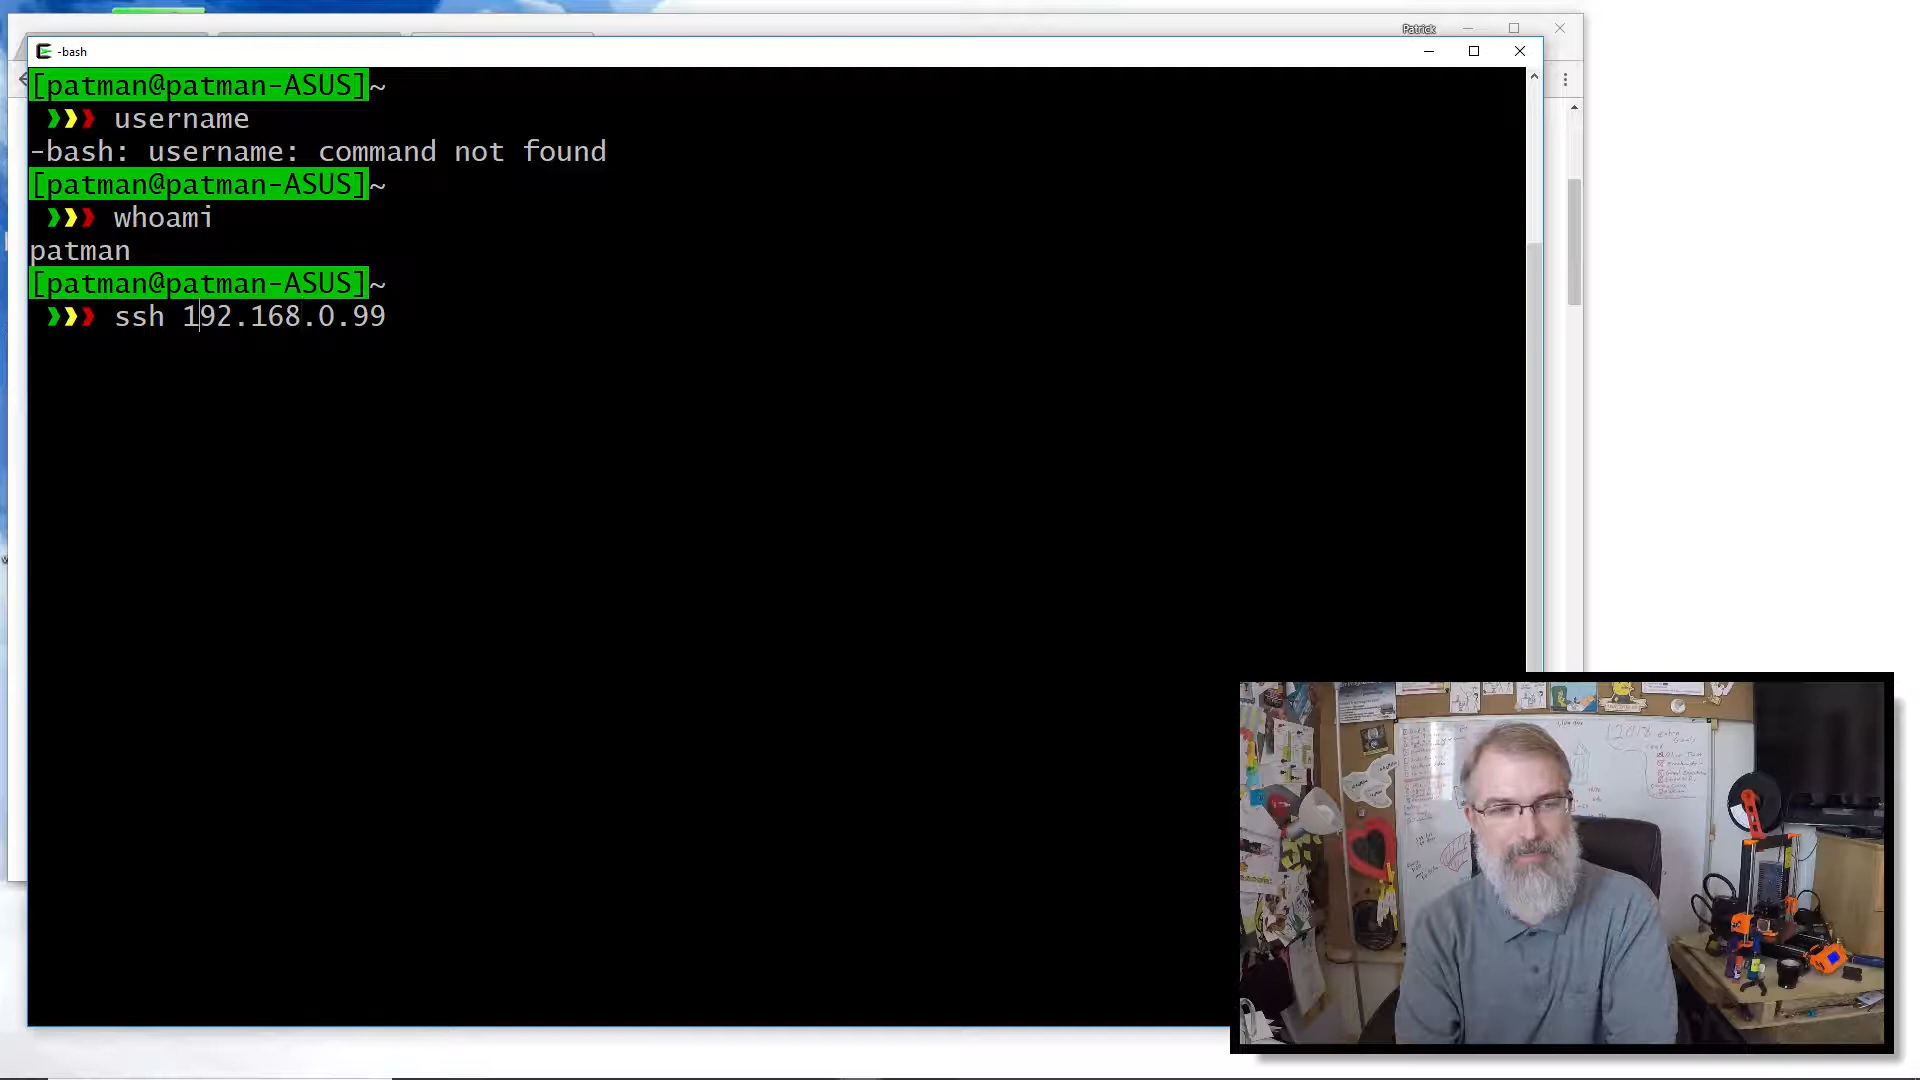 Patrick
-bash
[patman@patman-ASUS]~
❯❯❯ username
-bash: username: command not found
[patman@patman-ASUS]~
❯❯❯ whoami
patman
[patman@patman-ASUS]~
❯❯❯ ssh 192.168.0.99